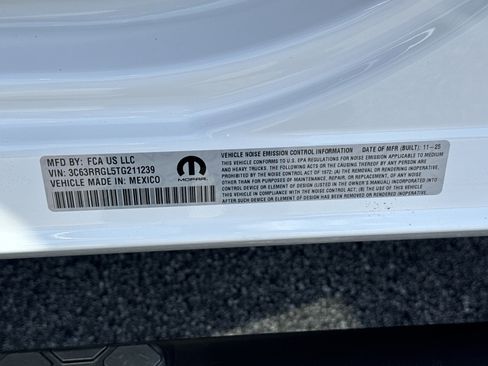 MFD BY: FCA US LLC
VIN: 3C63RRGL5TG211239
VEHICLE MADE IN: MEXICO
MOPAR
VEHICLE NOISE EMISSION CONTROL INFORMATION DATE OF MFR (BUILT): 11-25
THIS VEHICLE CONFORMS TO U.S. EPA REGULATIONS FOR NOISE EMISSION APPLICABLE TO MEDIUM
AND HEAVY TRUCKS. THE FOLLOWING ACTS OR THE CAUSING THEREOF BY ANY PERSON ARE
PROHIBITED BY THE NOISE CONTROL ACT OF 1972: (A) THE REMOVAL OR RENDERING INOPERATIVE, OTHER THAN
FOR PURPOSES OF MAINTENANCE, REPAIR, OR REPLACEMENT, OF ANY NOISE CONTROL
DEVICE OR ELEMENT OF DESIGN (LISTED IN THE OWNER'S MANUAL) INCORPORATED INTO
THIS VEHICLE IN COMPLIANCE WITH THE NOISE CONTROL ACT; (B) THE USE OF THIS VEHICLE AFTER SUCH DEVICE OR ELEMENT OF DESIGN
HAS BEEN REMOVED OR RENDERED INOPERATIVE.